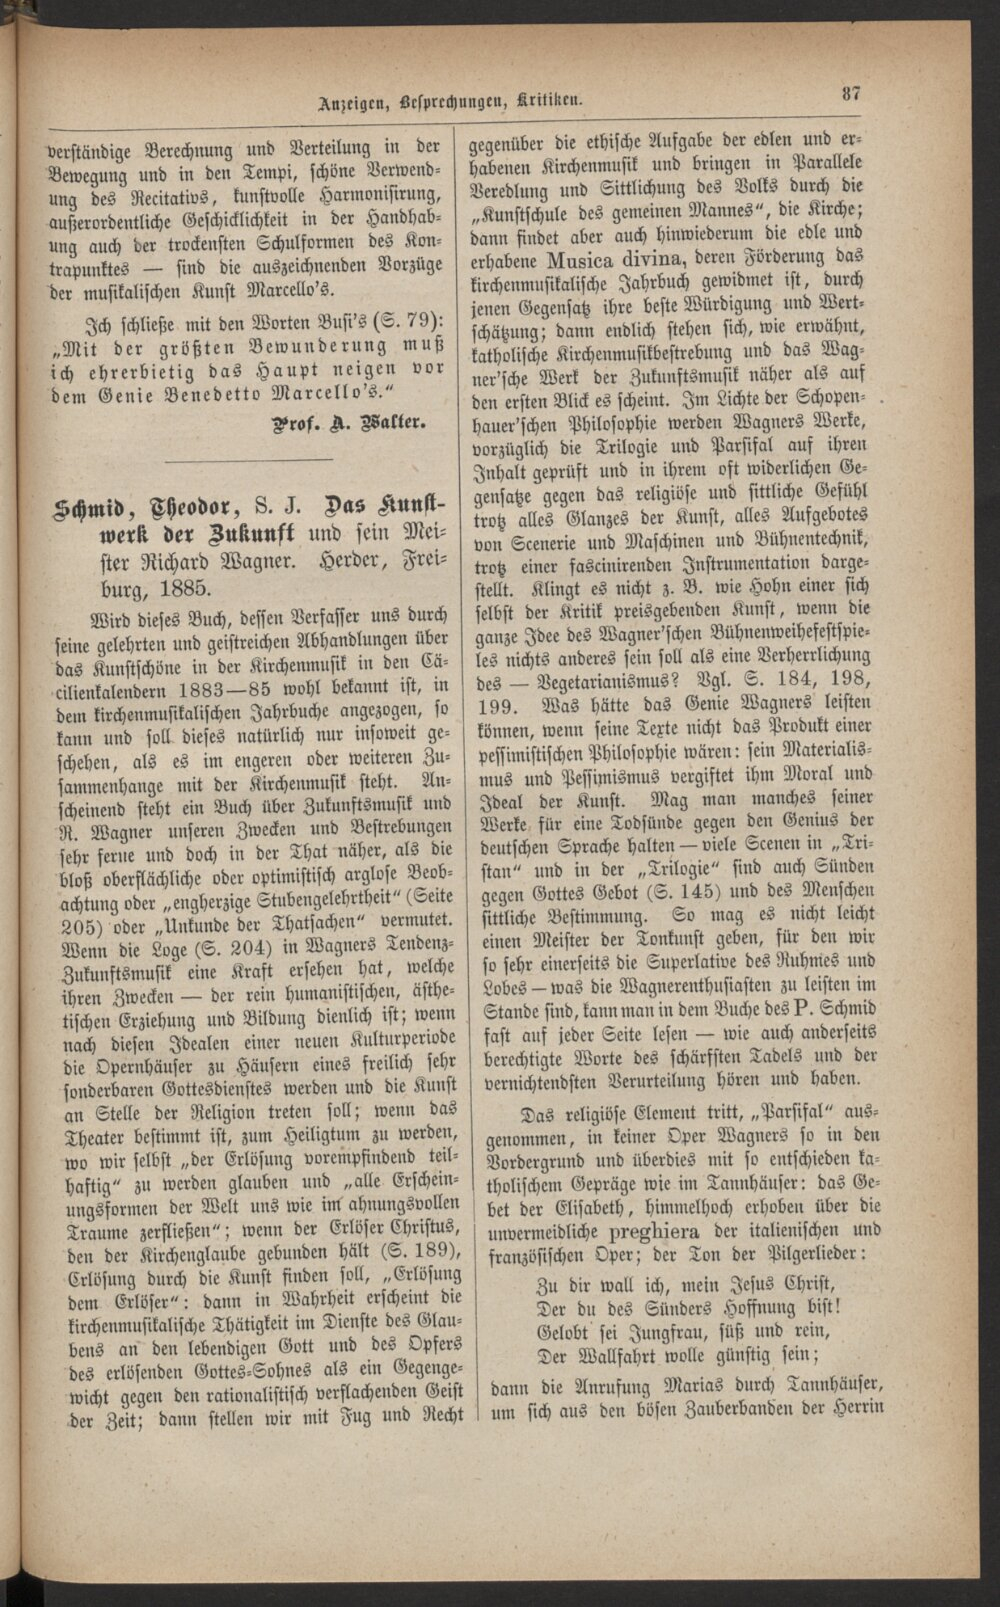 Anzeigen, Besprechungen, Kritiken.
87
verständige Berechnung und Verteilung in der
Bewegung und in den Tempi, schöne Verwend-
ung des Recitativs, kunstvolle Harmonisirung,
außerordentliche Geschicklichkeit in der Handhab-
ung auch der trockensten Schulformen des Kon-
trapunktes — sind die auszeichnenden Vorzüge
der musikalischen Kunst Marcello's.
Ich schließe mit den Worten Busi's (S. 79):
„Mit der größten Bewunderung muß
ich ehrerbietig das Haupt neigen vor
dem Genie Benedetto Marcello's."
Prof. A. Walter.
Schmid, Theodor, S. J. Das Kunst-
werk der Zukunft und sein Mei-
ster Richard Wagner. Herder, Frei-
burg, 1885.
Wird dieses Buch, dessen Verfasser uns durch
seine gelehrten und geistreichen Abhandlungen über
das Kunstschöne in der Kirchenmusik in den Cä-
cilienkalendern 1883—85 wohl bekannt ist, in
dem kirchenmusikalischen Jahrbuche angezogen, so
kann und soll dieses natürlich nur insoweit ge-
schehen, als es im engeren oder weiteren Zu-
sammenhange mit der Kirchenmusik steht. An-
scheinend steht ein Buch über Zukunftsmusik und
R. Wagner unseren Zwecken und Bestrebungen
sehr ferne und doch in der That näher, als die
bloß oberflächliche oder optimistisch arglose Beob-
achtung oder „engherzige Stubengelehrtheit" (Seite
205) oder „Unkunde der Thatsachen" vermutet.
Wenn die Loge (S. 204) in Wagners Tendenz-
Zukunftsmusik eine Kraft ersehen hat, welche
ihren Zwecken — der rein humanistischen, ästhe-
tischen Erziehung und Bildung dienlich ist; wenn
nach diesen Idealen einer neuen Kulturperiode
die Opernhäuser zu Häusern eines freilich sehr
sonderbaren Gottesdienstes werden und die Kunst
an Stelle der Religion treten soll; wenn das
Theater bestimmt ist, zum Heiligtum zu werden,
wo wir selbst „der Erlösung vorempfindend teil-
haftig" zu werden glauben und „alle Erschein-
ungsformen der Welt uns wie im ahnungsvollen
Traume zerfließen"; wenn der Erlöser Christus,
den der Kirchenglaube gebunden hält (S. 189),
Erlösung durch die Kunst finden soll, „Erlösung
dem Erlöser": dann in Wahrheit erscheint die
kirchenmusikalische Thätigkeit im Dienste des Glau-
bens an den lebendigen Gott und des Opfers
des erlösenden Gottes-Sohnes als ein Gegenge-
wicht gegen den rationalistisch verflachenden Geist
der Zeit; dann stellen wir mit Fug und Recht
gegenüber die ethische Aufgabe der edlen und er-
habenen Kirchenmusik und bringen in Parallele
Veredlung und Sittlichung des Volks durch die
„Kunstschule des gemeinen Mannes", die Kirche;
dann findet aber auch hinwiederum die edle und
erhabene Musica divina, deren Förderung das
kirchenmusikalische Jahrbuch gewidmet ist, durch
jenen Gegensatz ihre beste Würdigung und Wert-
schätzung; dann endlich stehen sich, wie erwähnt,
katholische Kirchenmusikbestrebung und das Wag-
ner'sche Werk der Zukunftsmusik näher als auf
den ersten Blick es scheint. Im Lichte der Schopen-
hauer'schen Philosophie werden Wagners Werke,
vorzüglich die Trilogie und Parsifal auf ihren
Inhalt geprüft und in ihrem oft widerlichen Ge-
gensatze gegen das religiöse und sittliche Gefühl
trotz alles Glanzes der Kunst, alles Aufgebotes
von Scenerie und Maschinen und Bühnentechnik,
trotz einer fascinirenden Instrumentation darge-
stellt. Klingt es nicht z. B. wie Hohn einer sich
selbst der Kritik preisgebenden Kunst, wenn die
ganze Idee des Wagner'schen Bühnenweihefestspie-
les nichts anderes sein soll als eine Verherrlichung
des — Vegetarianismus? Vgl. S. 184, 198,
199. Was hätte das Genie Wagners leisten
können, wenn seine Texte nicht das Produkt einer
pessimistischen Philosophie wären: sein Materialis-
mus und Pessimismus vergiftet ihm Moral und
Ideal der Kunst. Mag man manches seiner
Werke für eine Todsünde gegen den Genius der
deutschen Sprache halten — viele Scenen in „Tri-
stan" und in der „Trilogie" sind auch Sünden
gegen Gottes Gebot (S. 145) und des Menschen
sittliche Bestimmung. So mag es nicht leicht
einen Meister der Tonkunst geben, für den wir
so sehr einerseits die Superlative des Ruhmes und
Lobes — was die Wagnerenthusiasten zu leisten im
Stande sind, kann man in dem Buche des P. Schmid
fast auf jeder Seite lesen — wie auch anderseits
berechtigte Worte des schärfsten Tadels und der
vernichtendsten Verurteilung hören und haben.
Das religiöse Element tritt, „Parsifal" aus-
genommen, in keiner Oper Wagners so in den
Vordergrund und überdies mit so entschieden ka-
tholischem Gepräge wie im Tannhäuser: das Ge-
bet der Elisabeth, himmelhoch erhoben über die
unvermeidliche preghiera der italienischen und
französischen Oper; der Ton der Pilgerlieder:
Zu dir wall ich, mein Jesus Christ,
Der du des Sünders Hoffnung bist!
Gelobt sei Jungfrau, süß und rein,
Der Wallfahrt wolle günstig sein;
dann die Anrufung Marias durch Tannhäuser,
um sich aus den bösen Zauberbanden der Herrin